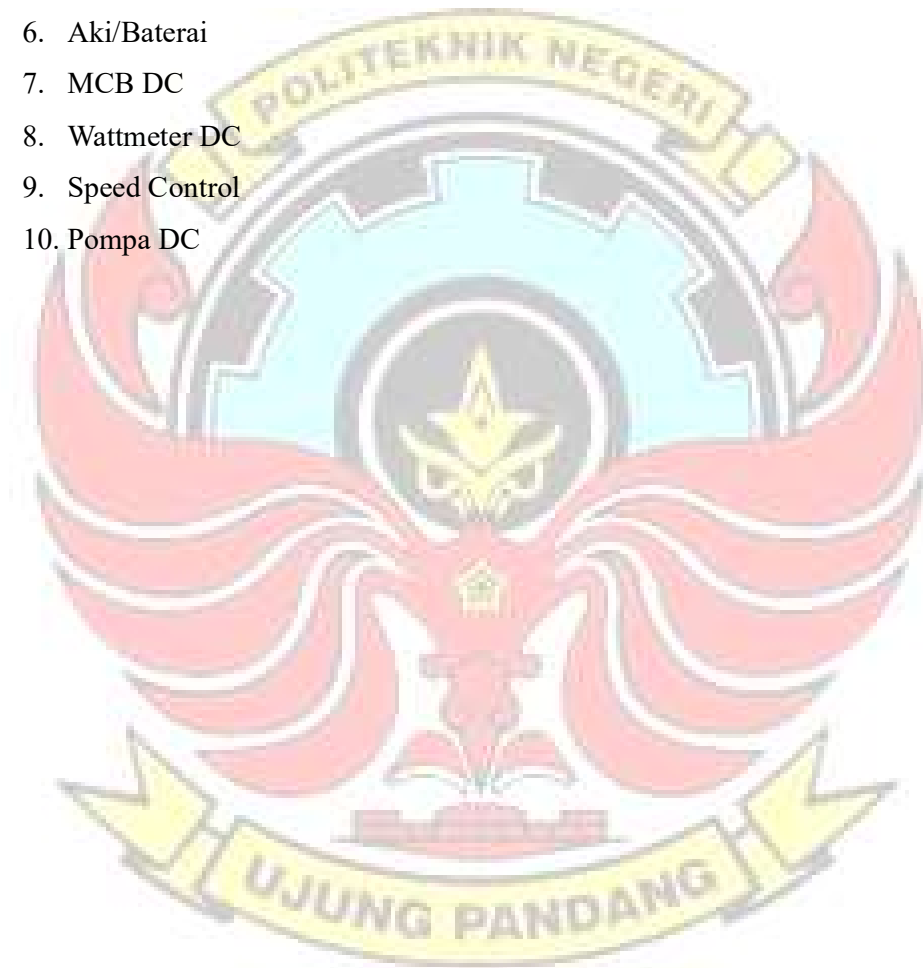 6. Aki/Baterai
POLITEKNIK NEGERI
7. MCB DC
8. Wattmeter DC
9. Speed Control
10. Pompa DC
UJUNG PANDANG